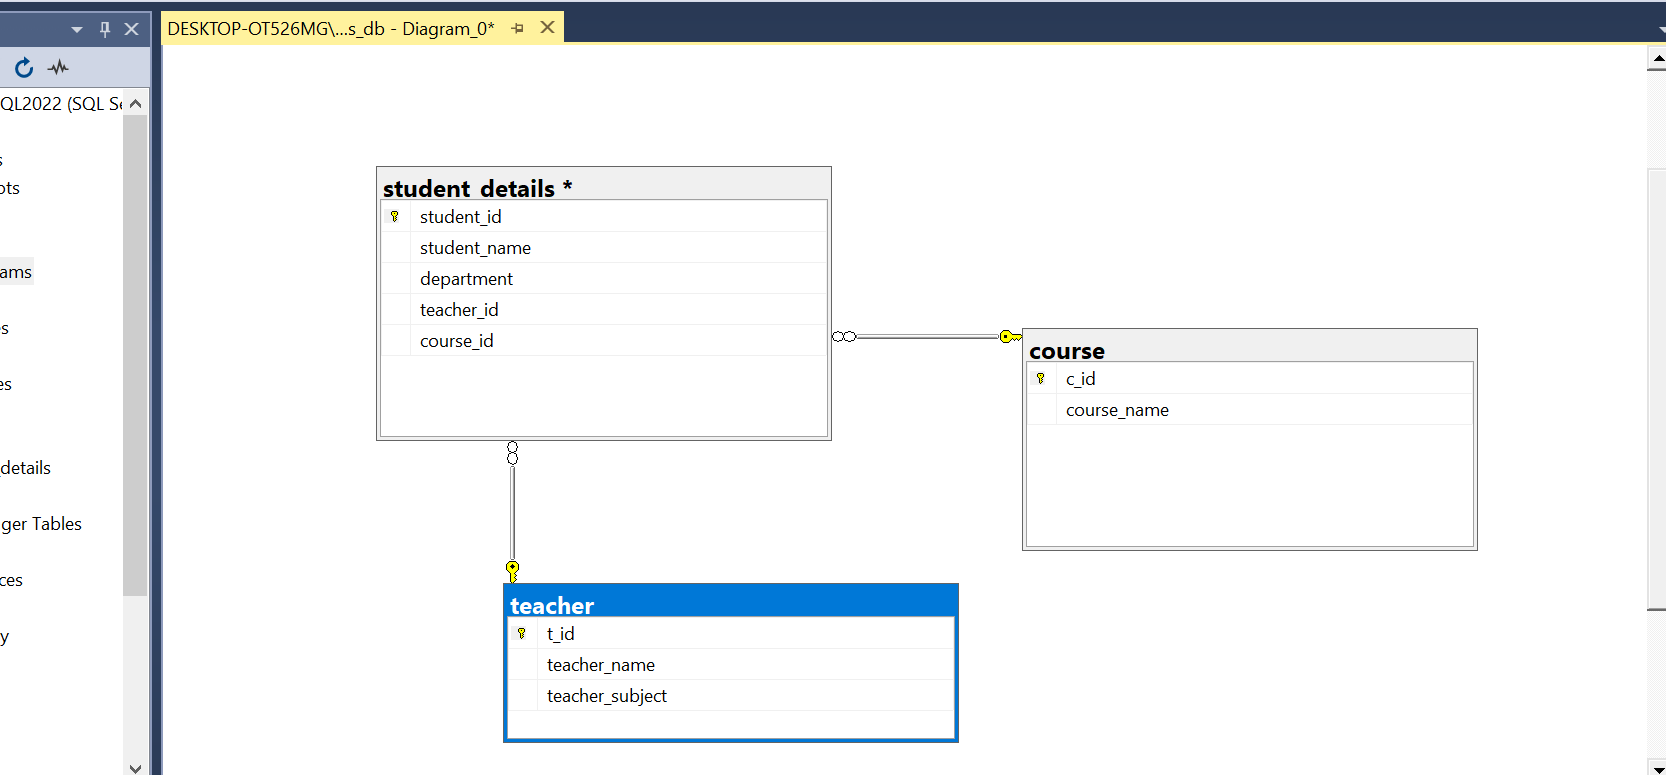 DESKTOP-OT526MG\...s_db - Diagram_0*
QL2022 (SQL Se
s
ots
ams
s
es
details
ger Tables
ces
y
student_details *
student_id
student_name
department
teacher_id
course_id
course
c_id
course_name
teacher
t_id
teacher_name
teacher_subject